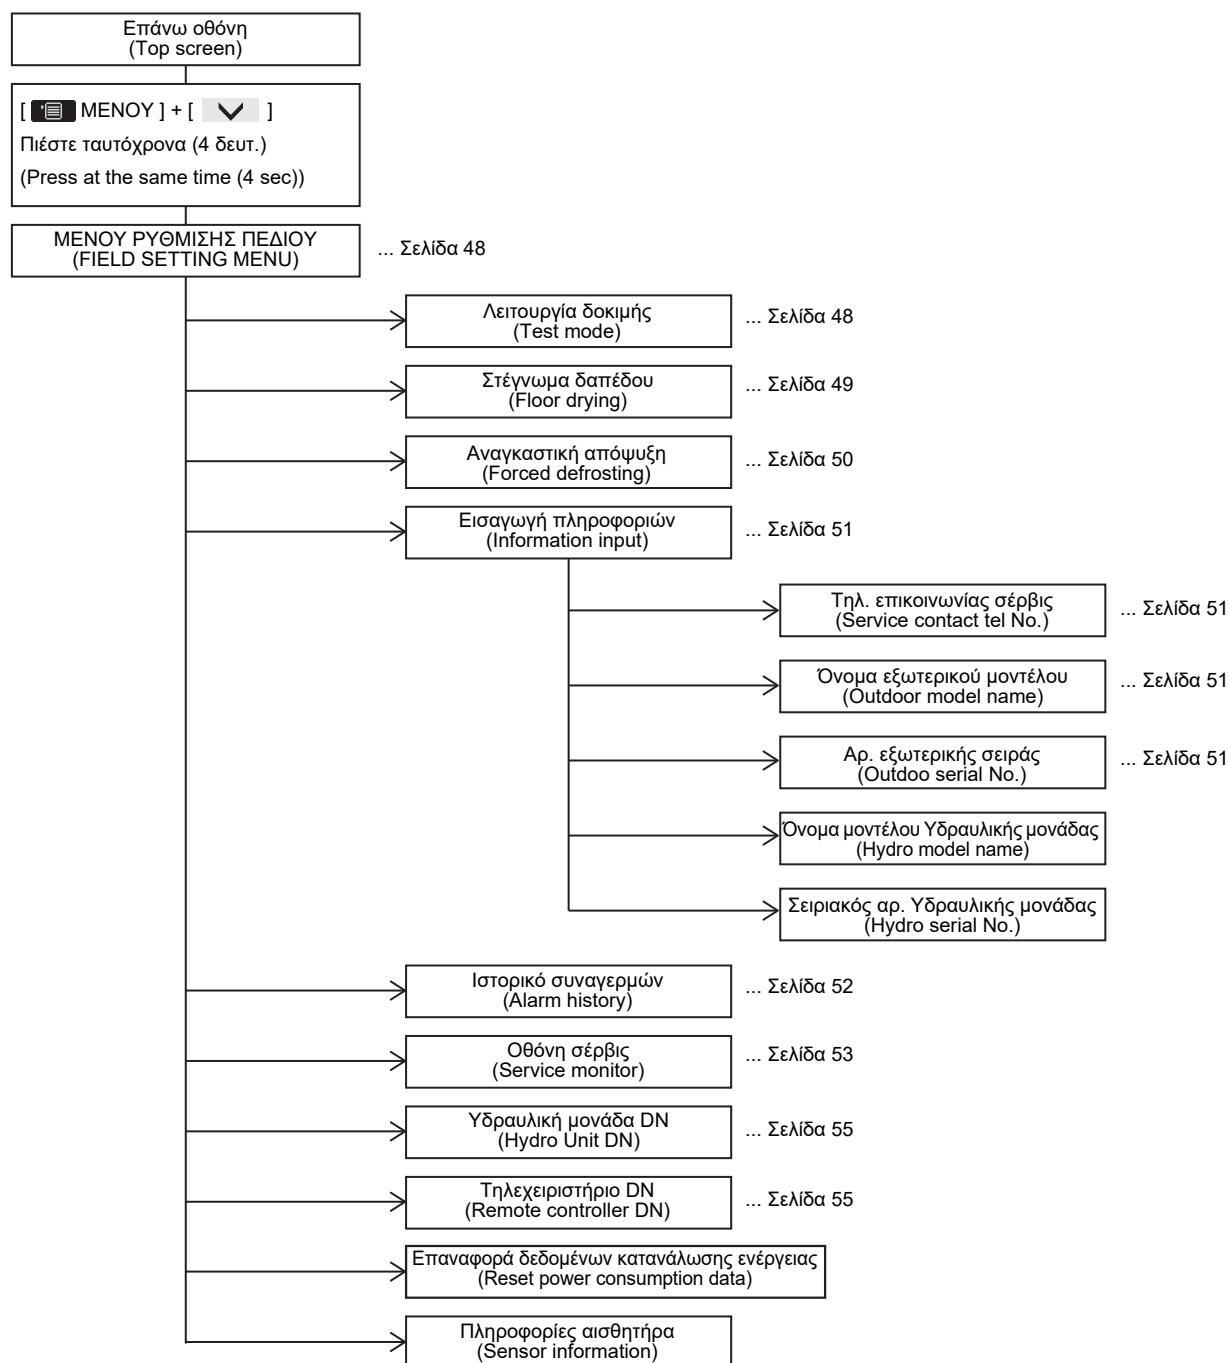 Επάνω οθόνη
(Top screen)
[ ΜΕΝΟΥ ] + [ ]
Πιέστε ταυτόχρονα (4 δευτ.)
(Press at the same time (4 sec))
ΜΕΝΟΥ ΡΥΘΜΙΣΗΣ ΠΕΔΙΟΥ
(FIELD SETTING MENU)
... Σελίδα 48
Λειτουργία δοκιμής
(Test mode)
... Σελίδα 48
Στέγνωμα δαπέδου
(Floor drying)
... Σελίδα 49
Αναγκαστική απόψυξη
(Forced defrosting)
... Σελίδα 50
Εισαγωγή πληροφοριών
(Information input)
... Σελίδα 51
Τηλ. επικοινωνίας σέρβις
(Service contact tel No.)
... Σελίδα 51
Όνομα εξωτερικού μοντέλου
(Outdoor model name)
... Σελίδα 51
Αρ. εξωτερικής σειράς
(Outdoo serial No.)
... Σελίδα 51
Όνομα μοντέλου Υδραυλικής μονάδας
(Hydro model name)
Σειριακός αρ. Υδραυλικής μονάδας
(Hydro serial No.)
Ιστορικό συναγερμών
(Alarm history)
... Σελίδα 52
Οθόνη σέρβις
(Service monitor)
... Σελίδα 53
Υδραυλική μονάδα DN
(Hydro Unit DN)
... Σελίδα 55
Τηλεχειριστήριο DN
(Remote controller DN)
... Σελίδα 55
Επαναφορά δεδομένων κατανάλωσης ενέργειας
(Reset power consumption data)
Πληροφορίες αισθητήρα
(Sensor information)